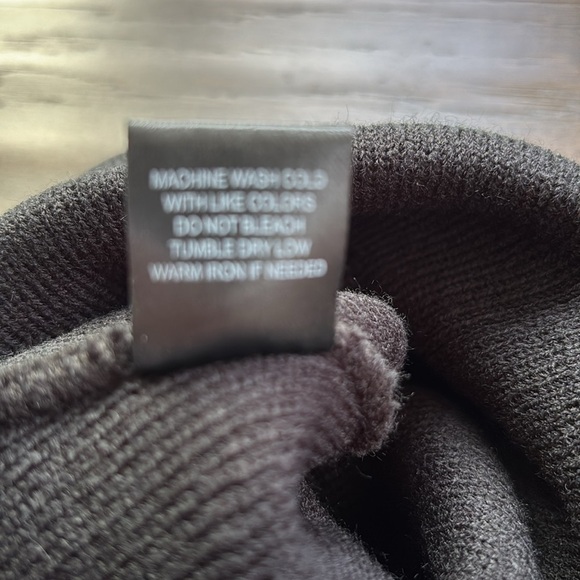 MACHINE WASH COLD
WITH LIKE COLORS
DO NOT BLEACH
TUMBLE DRY LOW
WARM IRON IF NEEDED